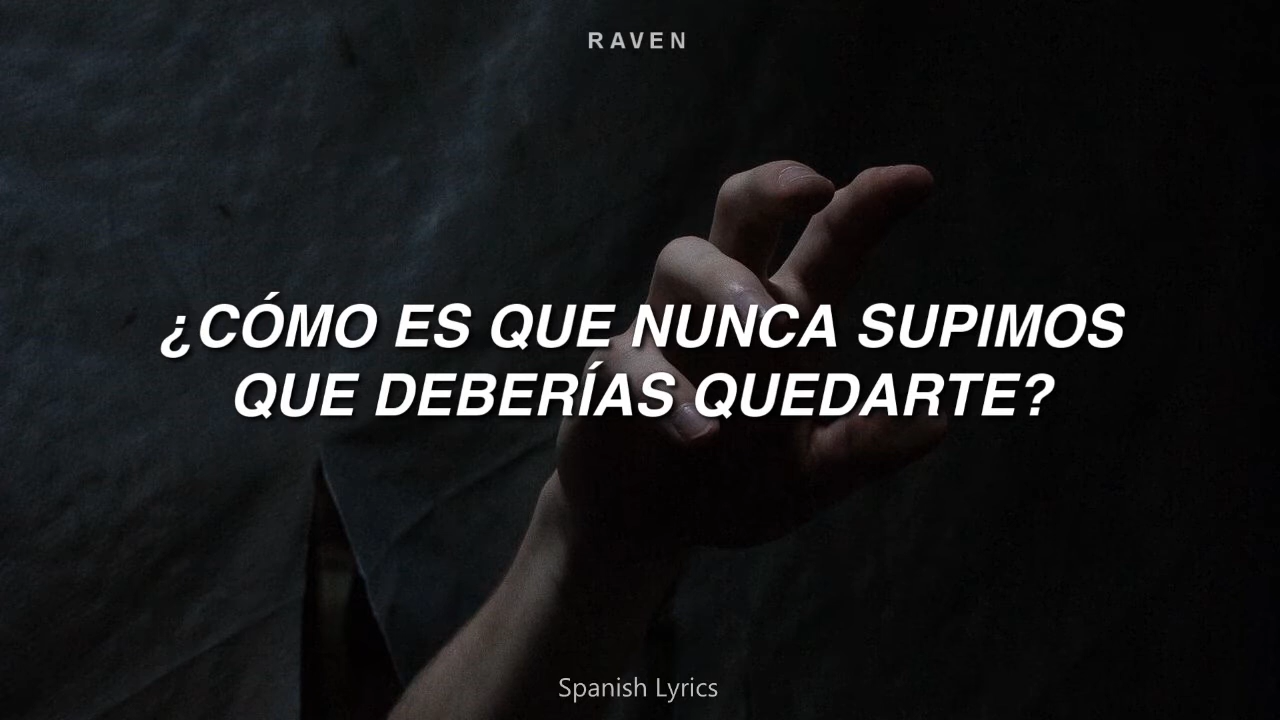 RAVEN
¿CÓMO ES QUE NUNCA SUPIMOS
QUE DEBERÍAS QUEDARTE?
Spanish Lyrics